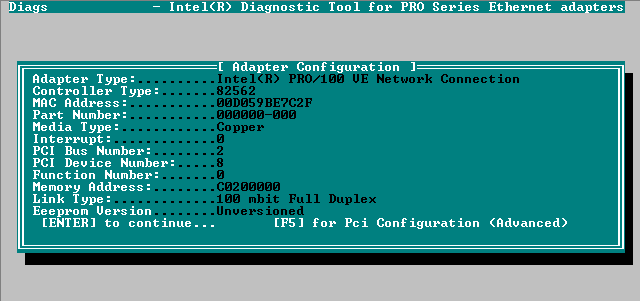 Diags - Intel(R) Diagnostic Tool for PRO Series Ethernet adapters
[ Adapter Configuration ]
Adapter Type:..........Intel(R) PRO/100 VE Network Connection
Controller Type:.......82562
MAC Address:...........00D059BE7C2F
Part Number:...........000000-000
Media Type:............Copper
Interrupt:.............0
PCI Bus Number:........2
PCI Device Number:.....8
Function Number:.......0
Memory Address:........C0200000
Link Type:.............100 mbit Full Duplex
Eeeprom Version........Unversioned
[ENTER] to continue... [F5] for Pci Configuration (Advanced)